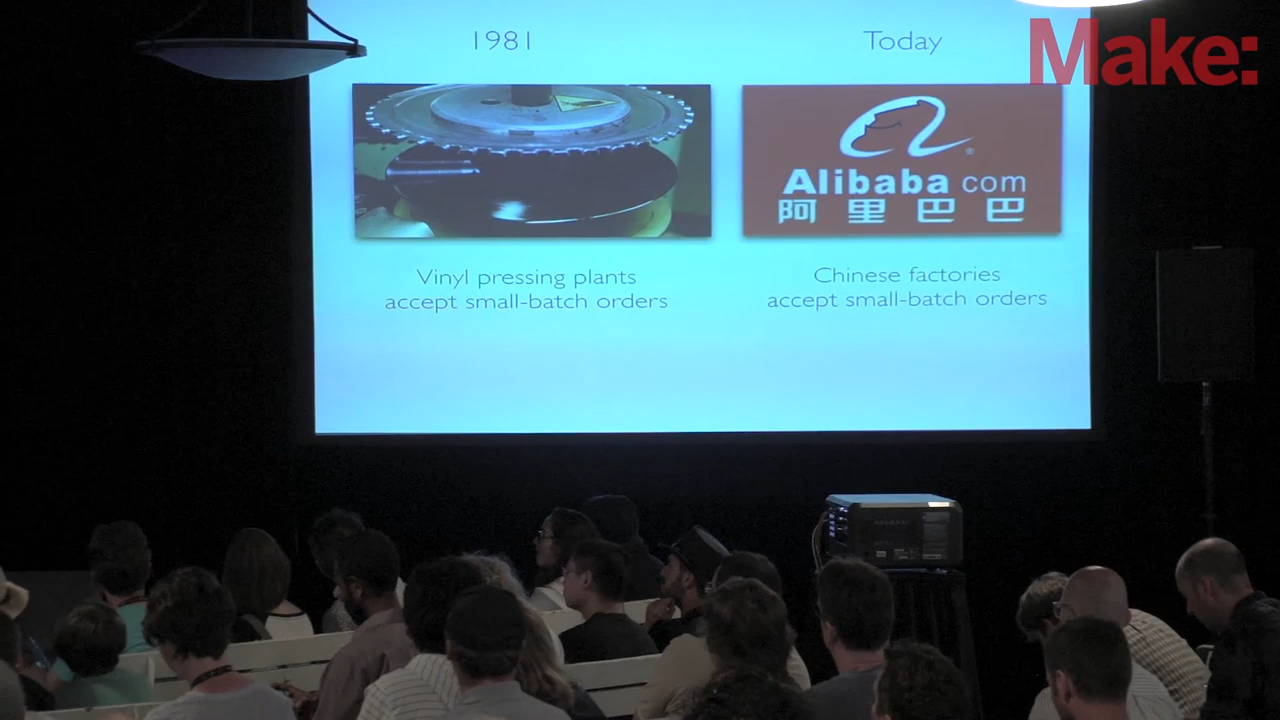 1981
Today
Make:
Alibaba com
阿里巴巴
Vinyl pressing plants
accept small-batch orders
Chinese factories
accept small-batch orders